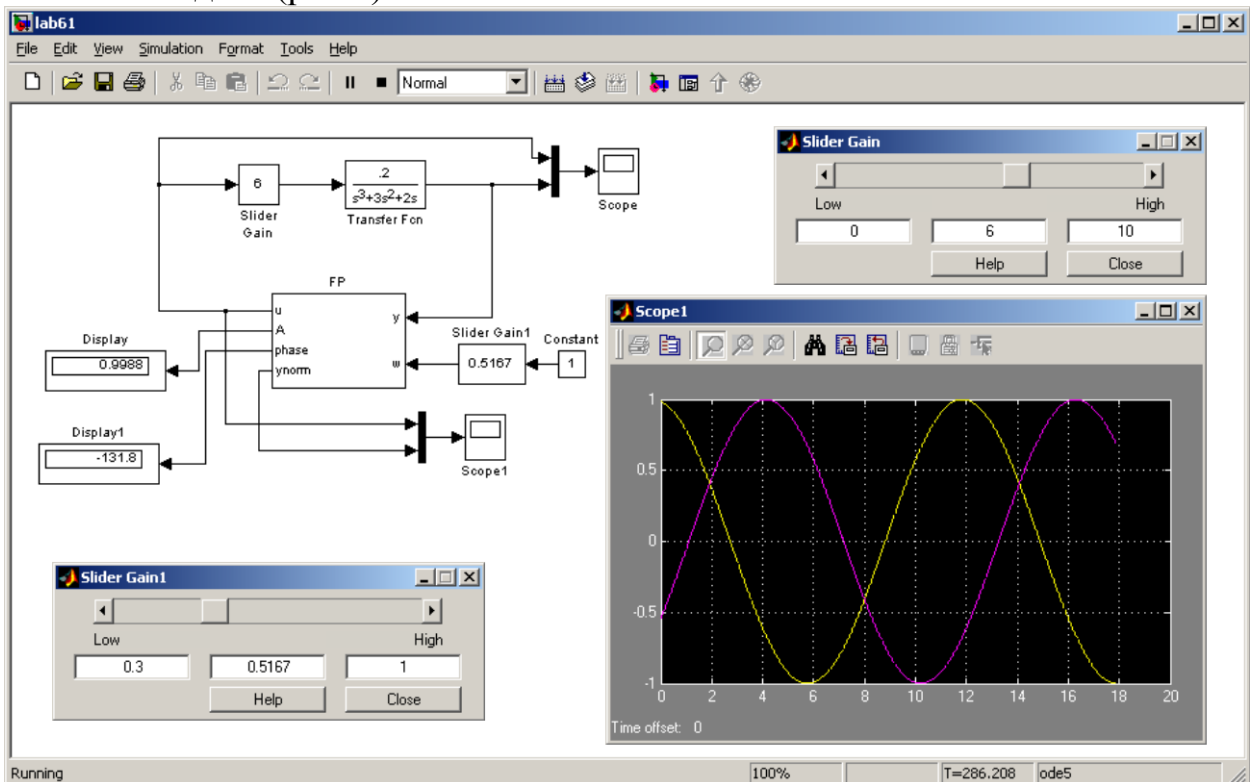 lab61
File Edit View Simulation Format Tools Help
Normal
6
Slider
Gain
.2
s³+3s²+2s
Transfer Fcn
Scope
FP
u
A
phase
ynorm
y
w
Display
0.9988
Display1
-131.8
Slider Gain1
0.5167
Constant
1
Scope1
Slider Gain
Low High
0 6 10
Help Close
Scope1
1
0.5
0
-0.5
-1
0 2 4 6 8 10 12 14 16 18 20
Time offset: 0
Slider Gain1
Low High
0.3 0.5167 1
Help Close
Running 100% T=286.208 ode5